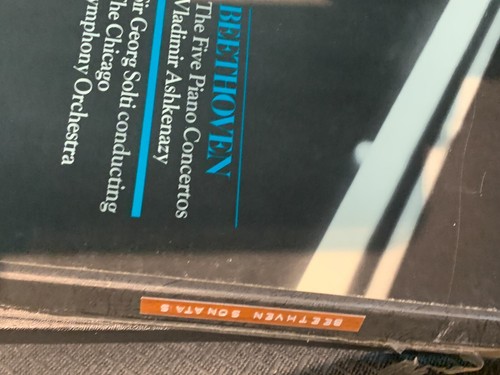 BEETHOVEN
The Five Piano Concertos
Vladimir Ashkenazy
Sir Georg Solti conducting
The Chicago
Symphony Orchestra
BEETHVEN SONATAS